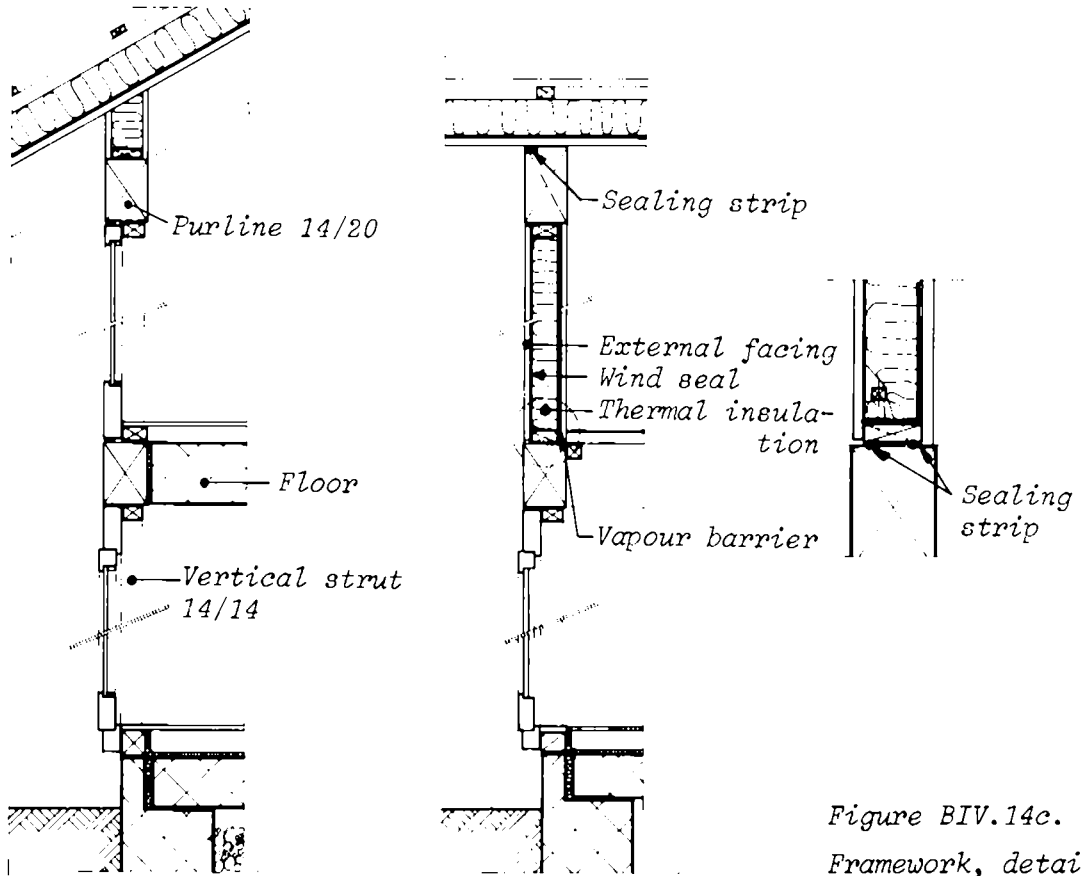 Purline 14/20
Floor
Vertical strut
14/14
Sealing strip
External facing
Wind seal
Thermal insula-
tion
Vapour barrier
Sealing
strip
Figure BIV.14c.
Framework, detai